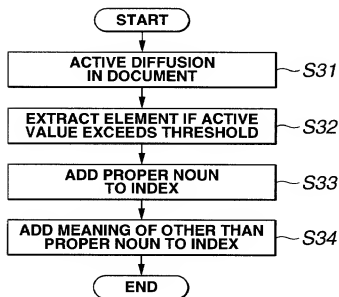 START
ACTIVE DIFFUSION
IN DOCUMENT
S31
EXTRACT ELEMENT IF ACTIVE
VALUE EXCEEDS THRESHOLD
S32
ADD PROPER NOUN
TO INDEX
S33
ADD MEANING OF OTHER THAN
PROPER NOUN TO INDEX
S34
END